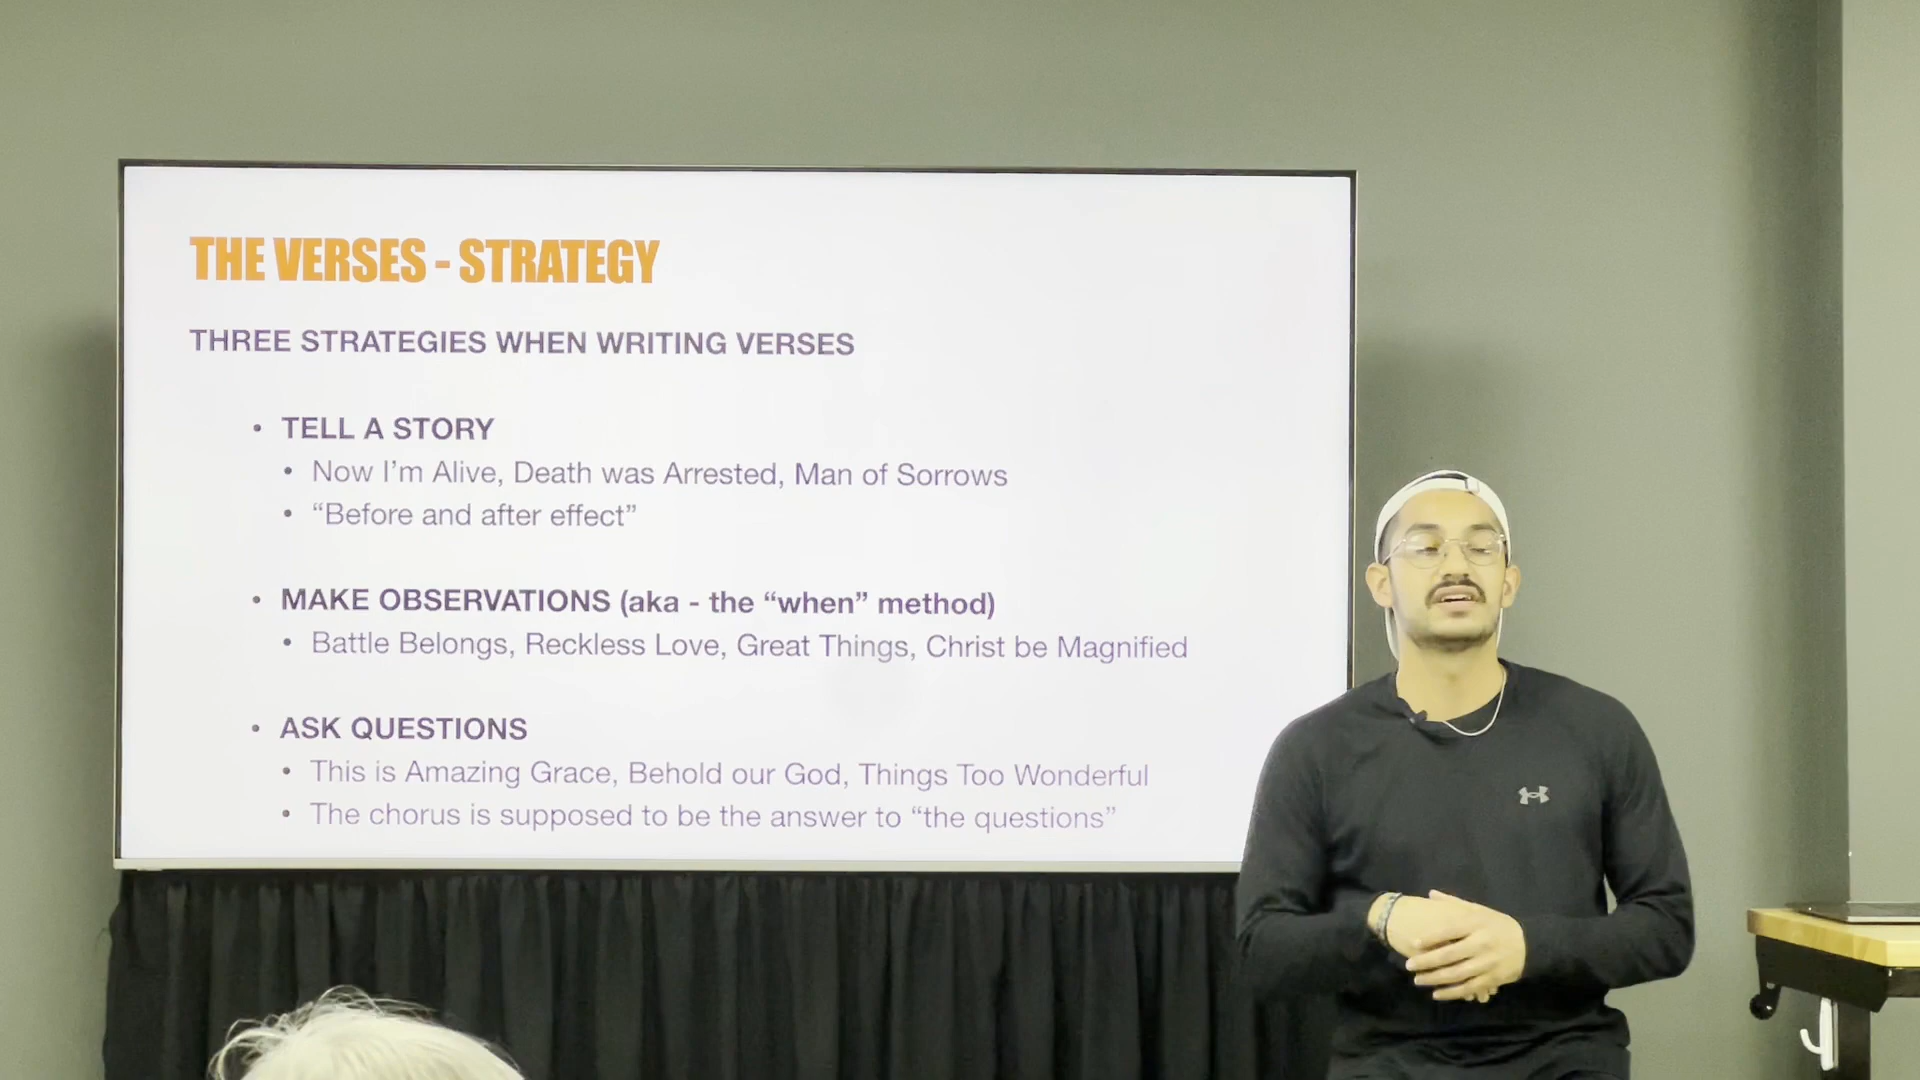 THE VERSES - STRATEGY
THREE STRATEGIES WHEN WRITING VERSES
• TELL A STORY
• Now I'm Alive, Death was Arrested, Man of Sorrows
• “Before and after effect”
• MAKE OBSERVATIONS (aka - the “when” method)
• Battle Belongs, Reckless Love, Great Things, Christ be Magnified
• ASK QUESTIONS
• This is Amazing Grace, Behold our God, Things Too Wonderful
• The chorus is supposed to be the answer to “the questions”